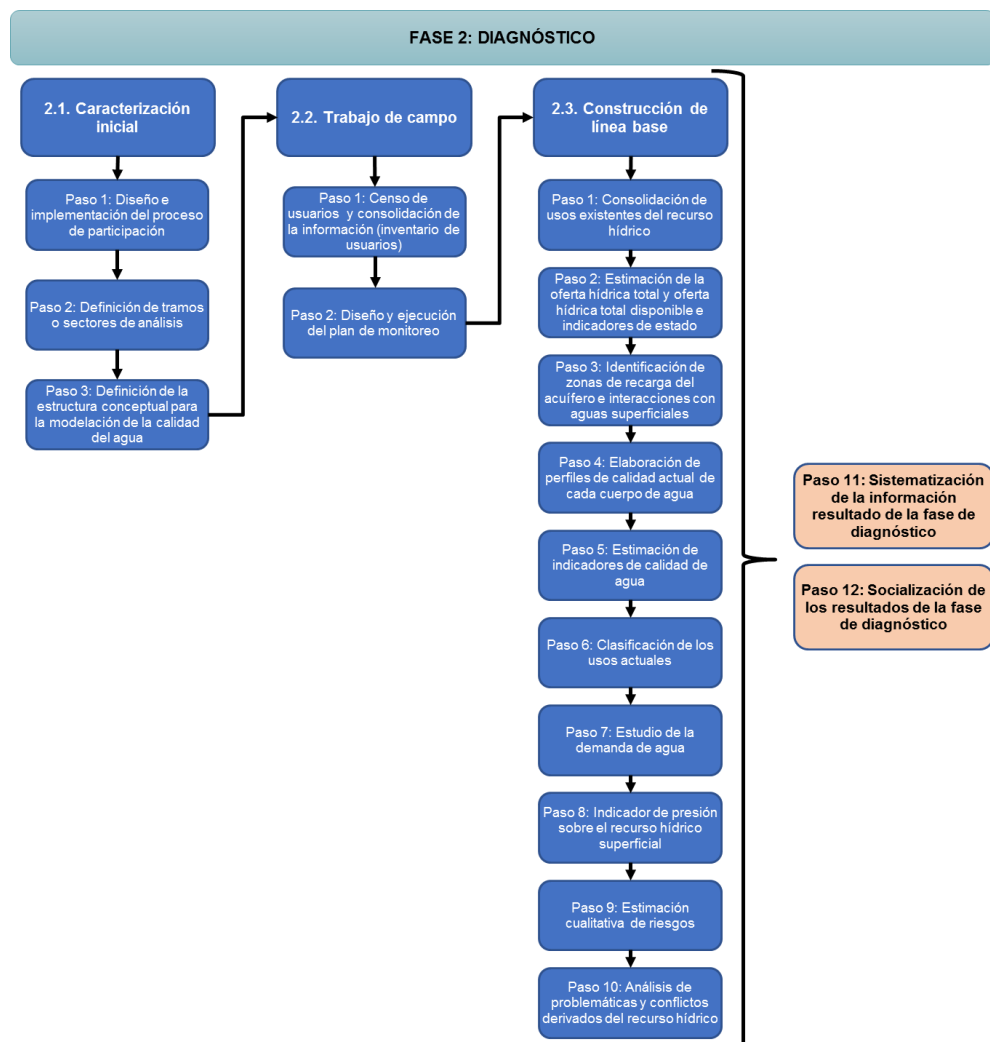 FASE 2: DIAGNÓSTICO
2.1. Caracterización
inicial
Paso 1: Diseño e
implementación del proceso
de participación
Paso 2: Definición de tramos
o sectores de análisis
Paso 3: Definición de la
estructura conceptual para
la modelación de la calidad
del agua
2.2. Trabajo de campo
Paso 1: Censo de
usuarios y consolidación de
la información (inventario de
usuarios)
Paso 2: Diseño y ejecución
del plan de monitoreo
2.3. Construcción de
línea base
Paso 1: Consolidación de
usos existentes del recurso
hídrico
Paso 2: Estimación de la
oferta hídrica total y oferta
hídrica total disponible e
indicadores de estado
Paso 3: Identificación de
zonas de recarga del
acuífero e interacciones con
aguas superficiales
Paso 4: Elaboración de
perfiles de calidad actual de
cada cuerpo de agua
Paso 5: Estimación de
indicadores de calidad de
agua
Paso 6: Clasificación de los
usos actuales
Paso 7: Estudio de la
demanda de agua
Paso 8: Indicador de presión
sobre el recurso hídrico
superficial
Paso 9: Estimación
cualitativa de riesgos
Paso 10: Análisis de
problemáticas y conflictos
derivados del recurso hídrico
Paso 11: Sistematización
de la información
resultado de la fase de
diagnóstico
Paso 12: Socialización de
los resultados de la fase
de diagnóstico